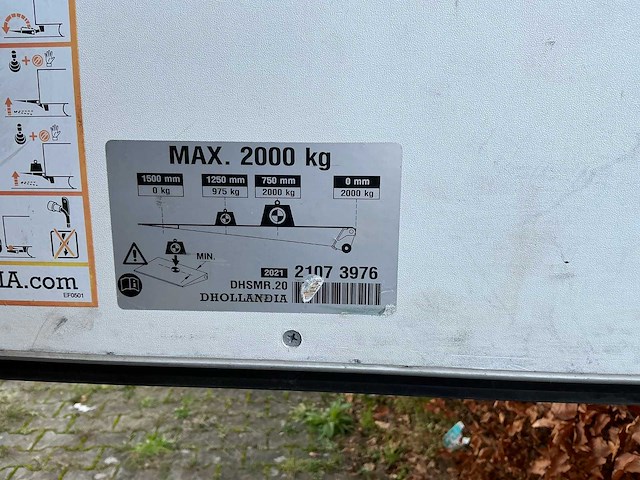 MAX. 2000 kg
1500 mm 1250 mm 750 mm 0 mm
0 kg 975 kg 2000 kg 2000 kg
MIN.
2021 2107 3976
DHSMR.20
DHOLLANDIA
IA.com
EF0501